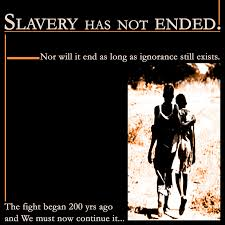 SLAVERY HAS NOT ENDED.
Nor will it end as long as ignorance still exists.
The fight began 200 yrs ago
and We must now continue it...